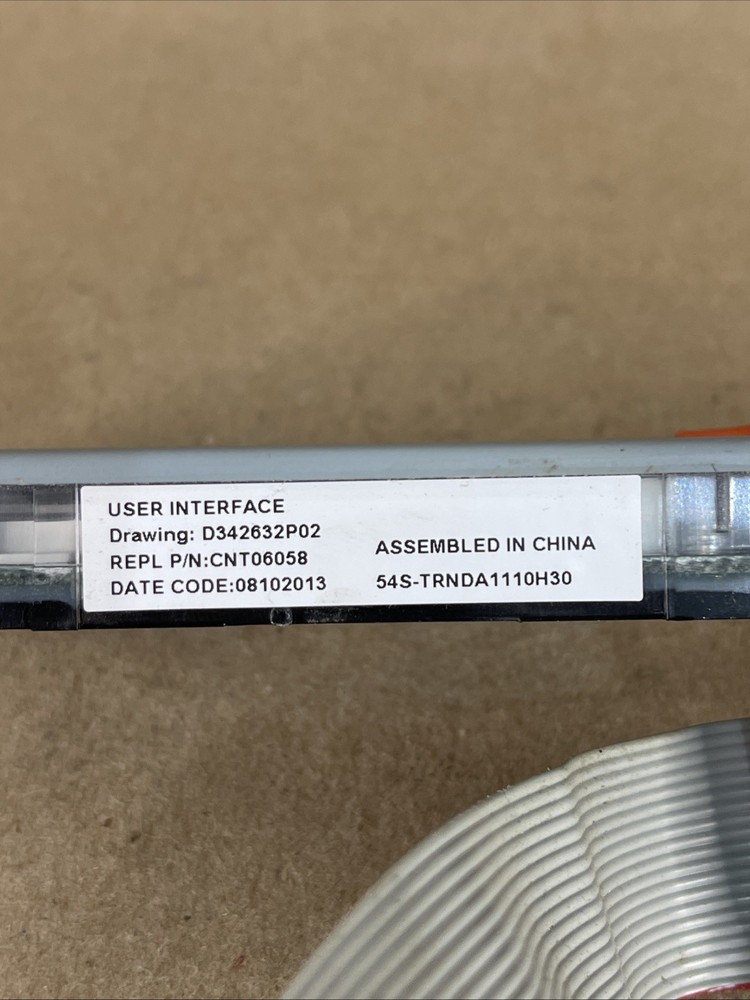 USER INTERFACE
Drawing: D342632P02
REPL P/N:CNT06058
DATE CODE:08102013
ASSEMBLED IN CHINA
54S-TRNDA1110H30